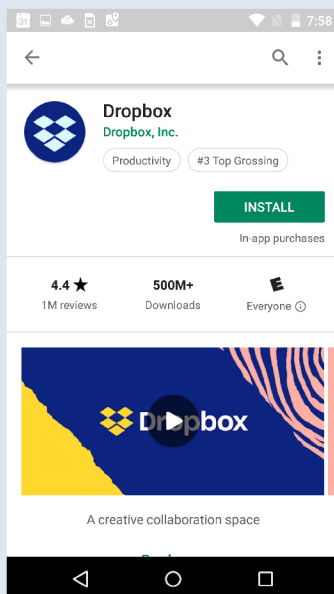 31
7:58
Dropbox
Dropbox, Inc.
Productivity
#3 Top Grossing
INSTALL
In-app purchases
4.4 ★
500M+
E
1M reviews
Downloads
Everyone
Dropbox
A creative collaboration space